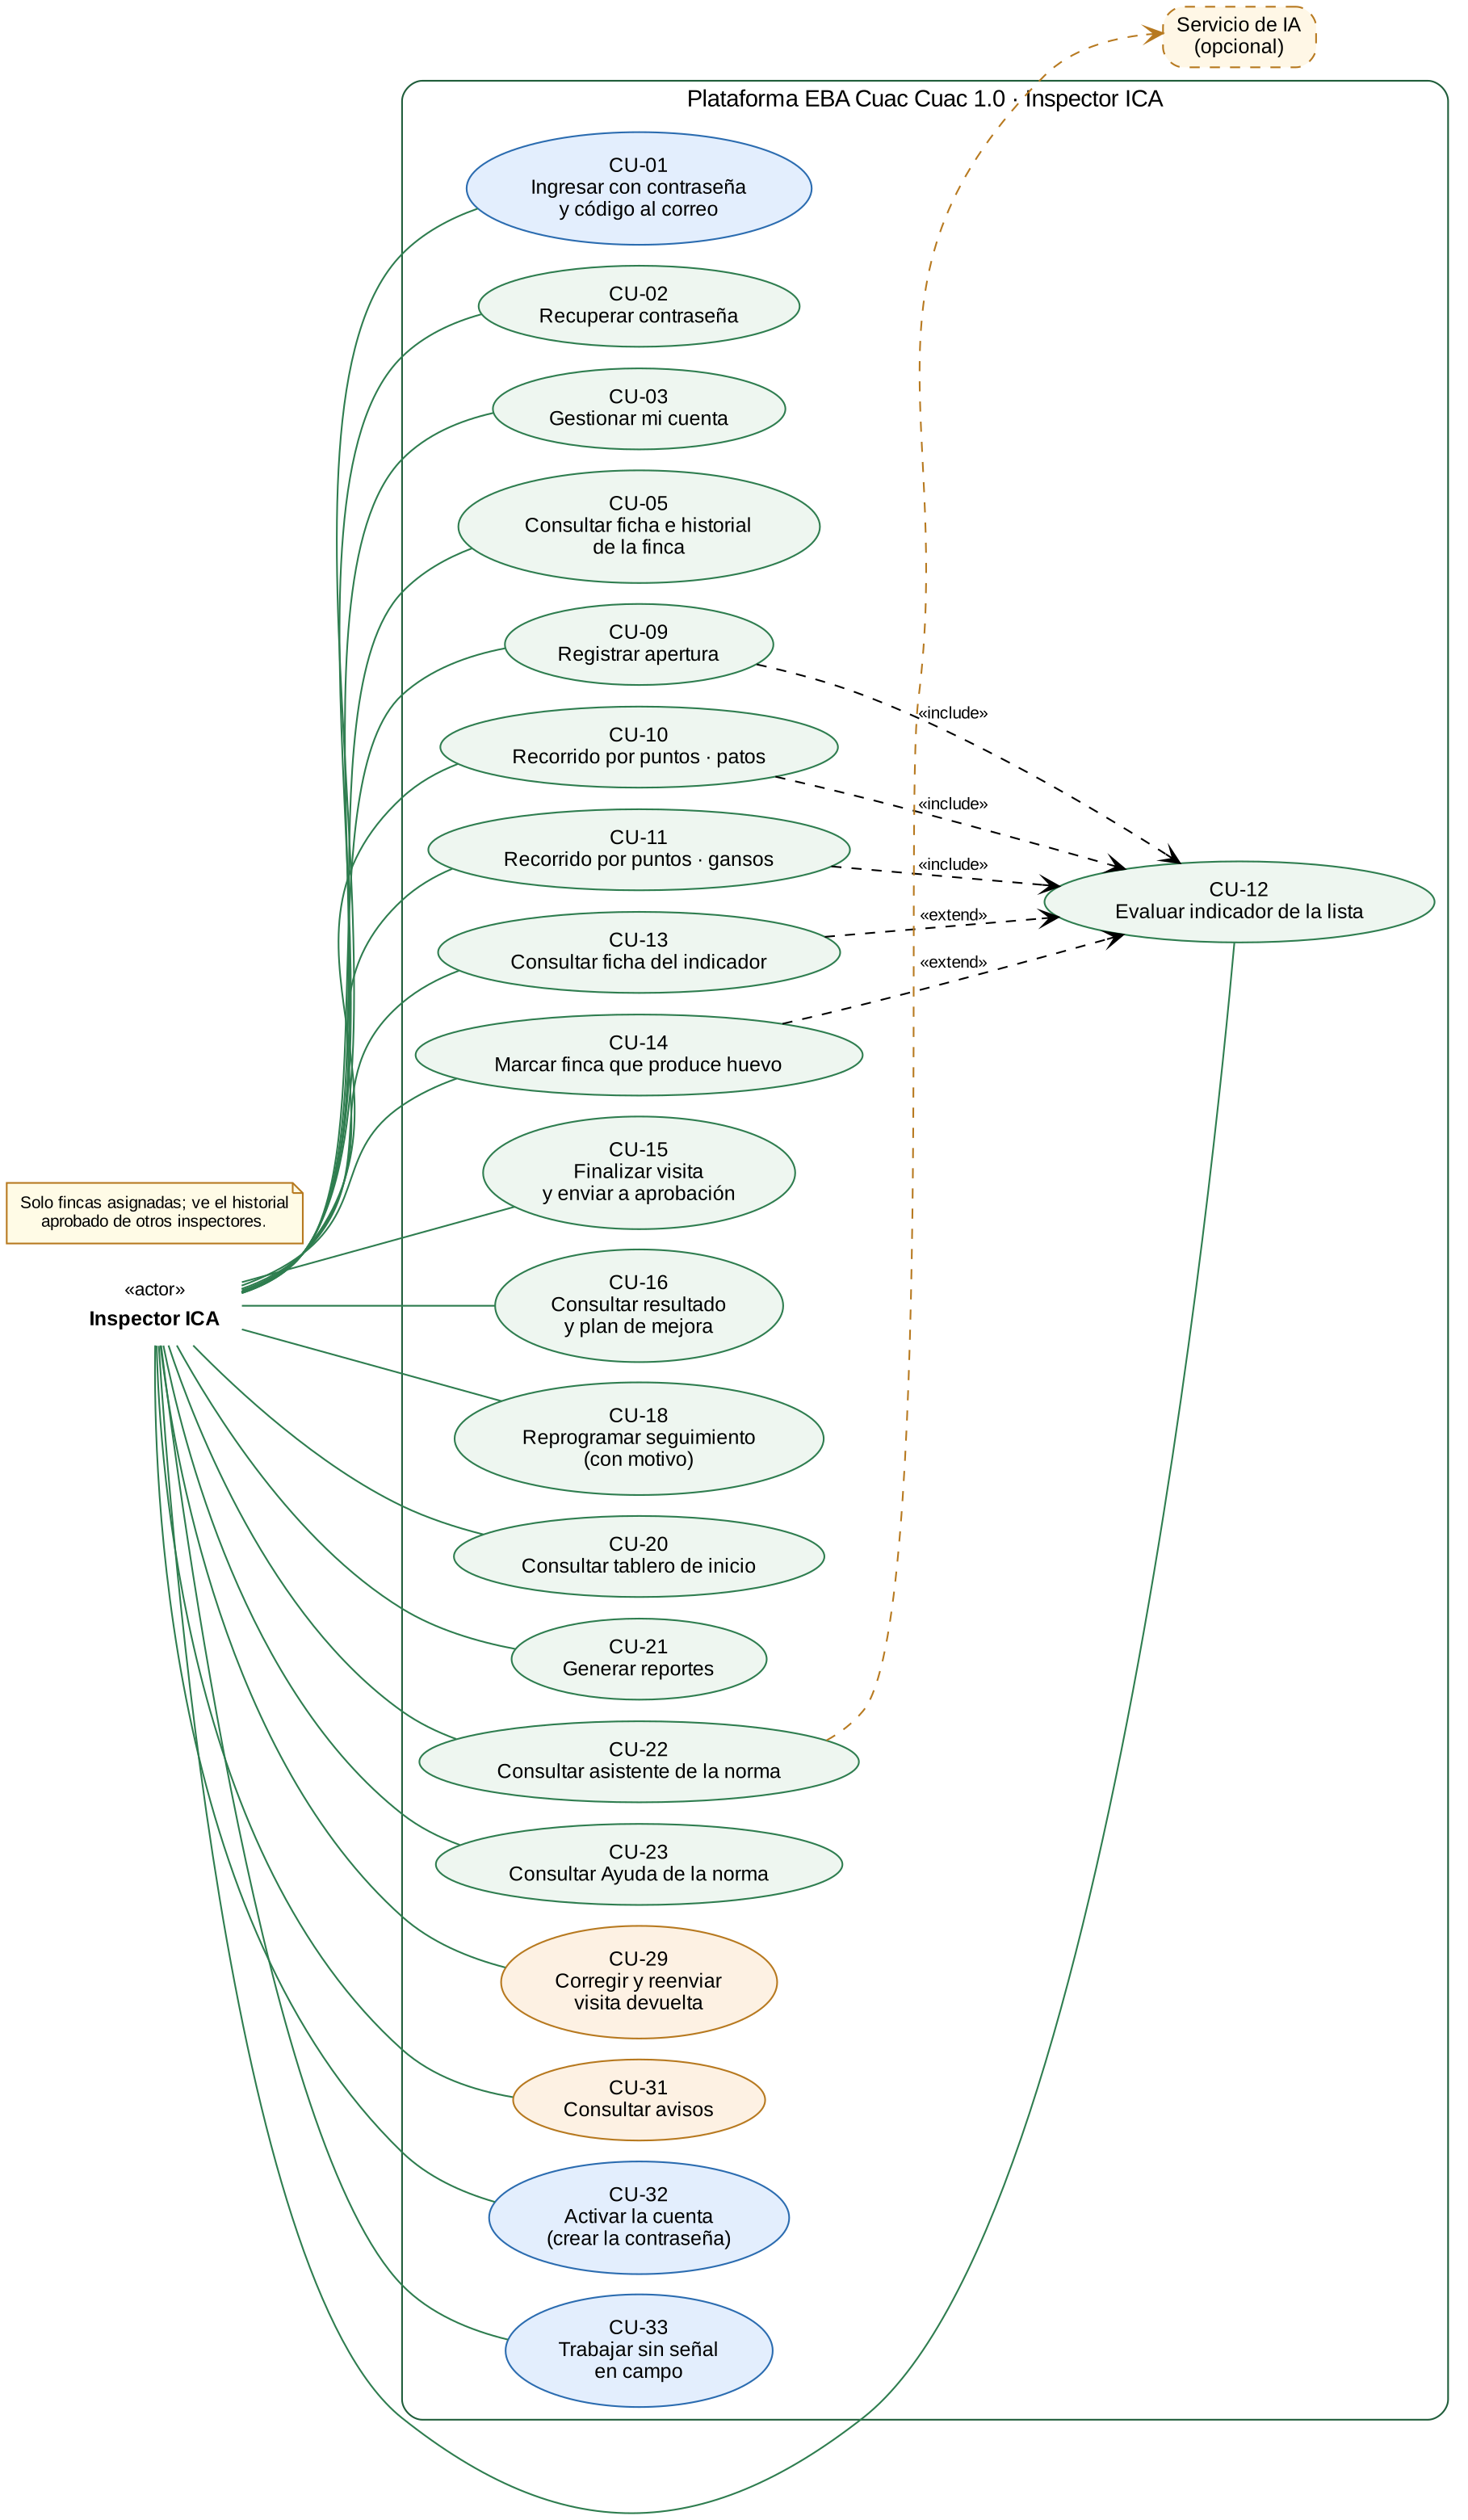 Servicio de IA
(opcional)
Plataforma EBA Cuac Cuac 1.0 · Inspector ICA
CU-01
Ingresar con contraseña
y código al correo
CU-02
Recuperar contraseña
CU-03
Gestionar mi cuenta
CU-05
Consultar ficha e historial
de la finca
CU-09
Registrar apertura
«include»
CU-10
Recorrido por puntos · patos
«include»
CU-11
Recorrido por puntos · gansos
«include»
CU-12
Evaluar indicador de la lista
CU-13
Consultar ficha del indicador
«extend»
«extend»
CU-14
Marcar finca que produce huevo
CU-15
Finalizar visita
y enviar a aprobación
Solo fincas asignadas; ve el historial
aprobado de otros inspectores.
«actor»
Inspector ICA
CU-16
Consultar resultado
y plan de mejora
CU-18
Reprogramar seguimiento
(con motivo)
CU-20
Consultar tablero de inicio
CU-21
Generar reportes
CU-22
Consultar asistente de la norma
CU-23
Consultar Ayuda de la norma
CU-29
Corregir y reenviar
visita devuelta
CU-31
Consultar avisos
CU-32
Activar la cuenta
(crear la contraseña)
CU-33
Trabajar sin señal
en campo